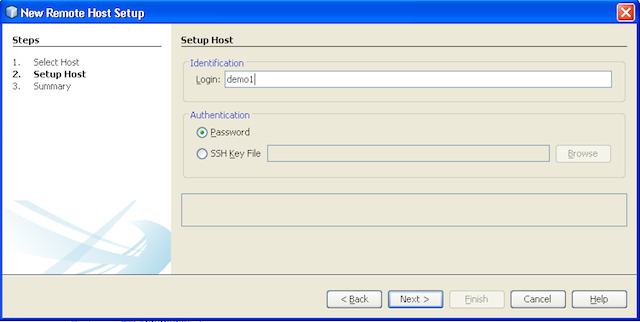 New Remote Host Setup
Steps
1. Select Host
2. Setup Host
3. Summary
Setup Host
Identification
Login: demo1
Authentication
Password
SSH Key File
Browse
< Back
Next >
Finish
Cancel
Help